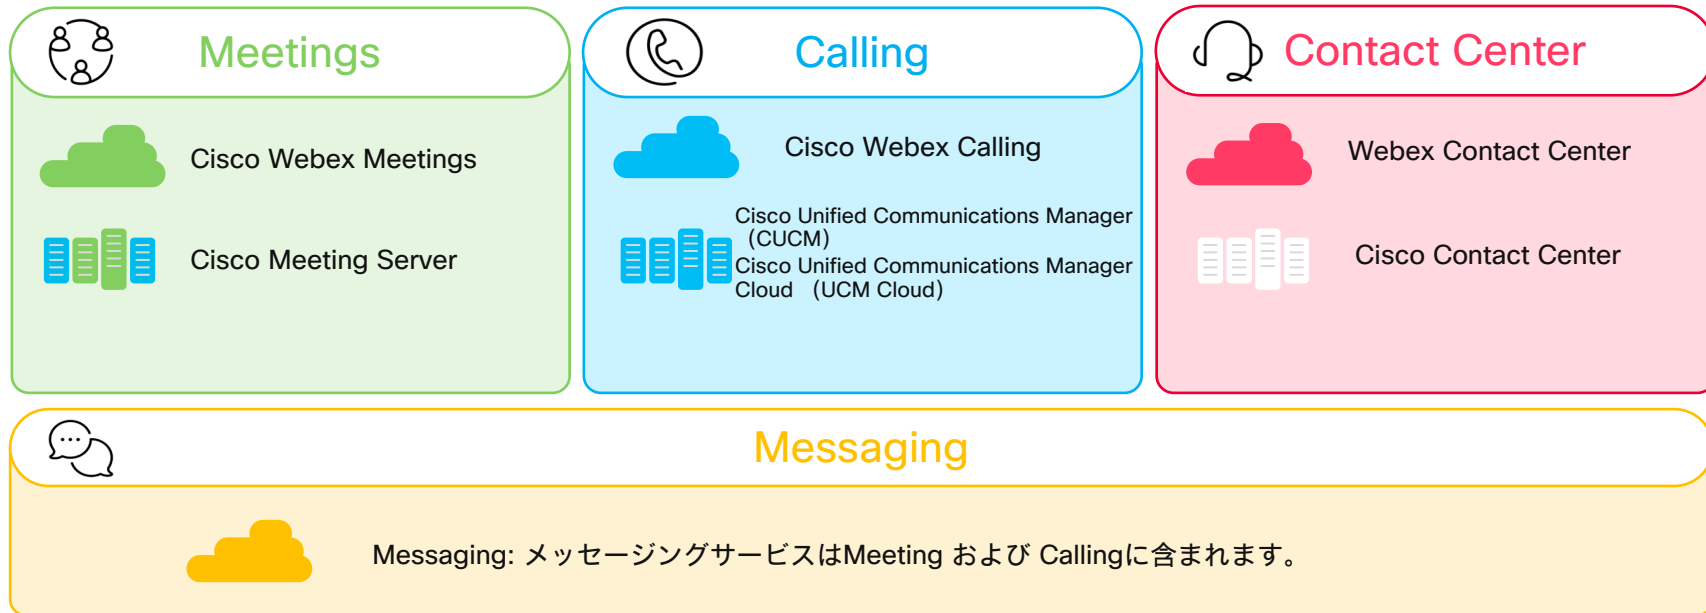 Meetings
Cisco Webex Meetings
Cisco Meeting Server
Calling
Cisco Webex Calling
Cisco Unified Communications Manager
（CUCM）
Cisco Unified Communications Manager
Cloud （UCM Cloud）
Contact Center
Webex Contact Center
Cisco Contact Center
Messaging
Messaging: メッセージングサービスはMeeting および Callingに含まれます。